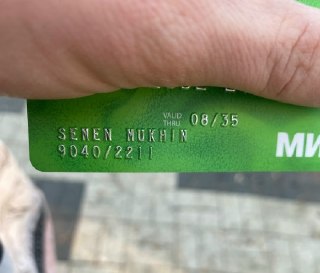 VALID
THRU 08/35
SEMEN MUKHIN
9040/2211
МИ